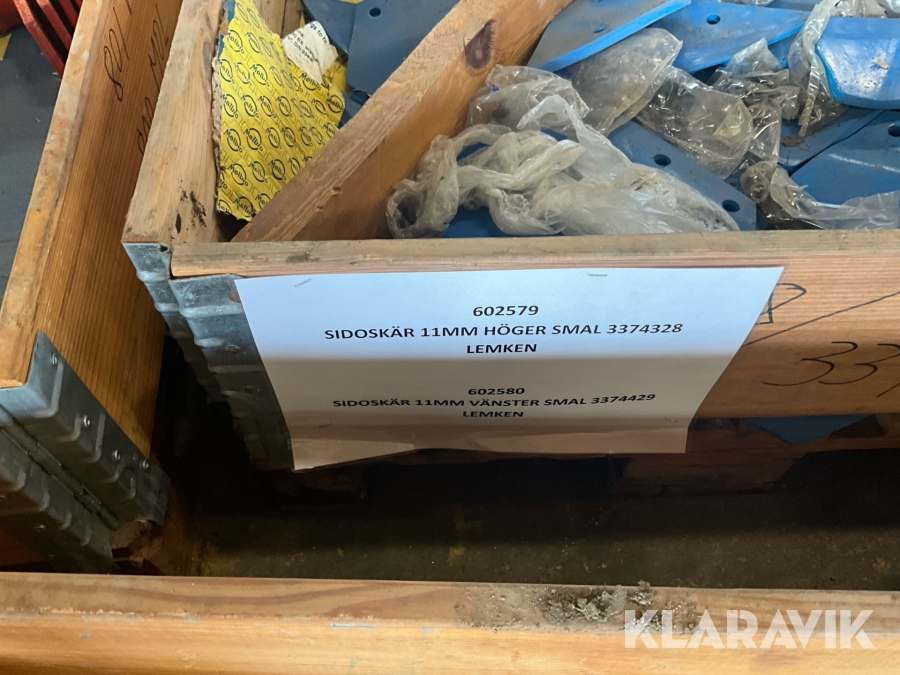 602579
SIDOSKÄR 11MM HÖGER SMAL 3374328
LEMKEN
602580
SIDOSKÄR 11MM VÄNSTER SMAL 3374429
LEMKEN
KLARAVIK